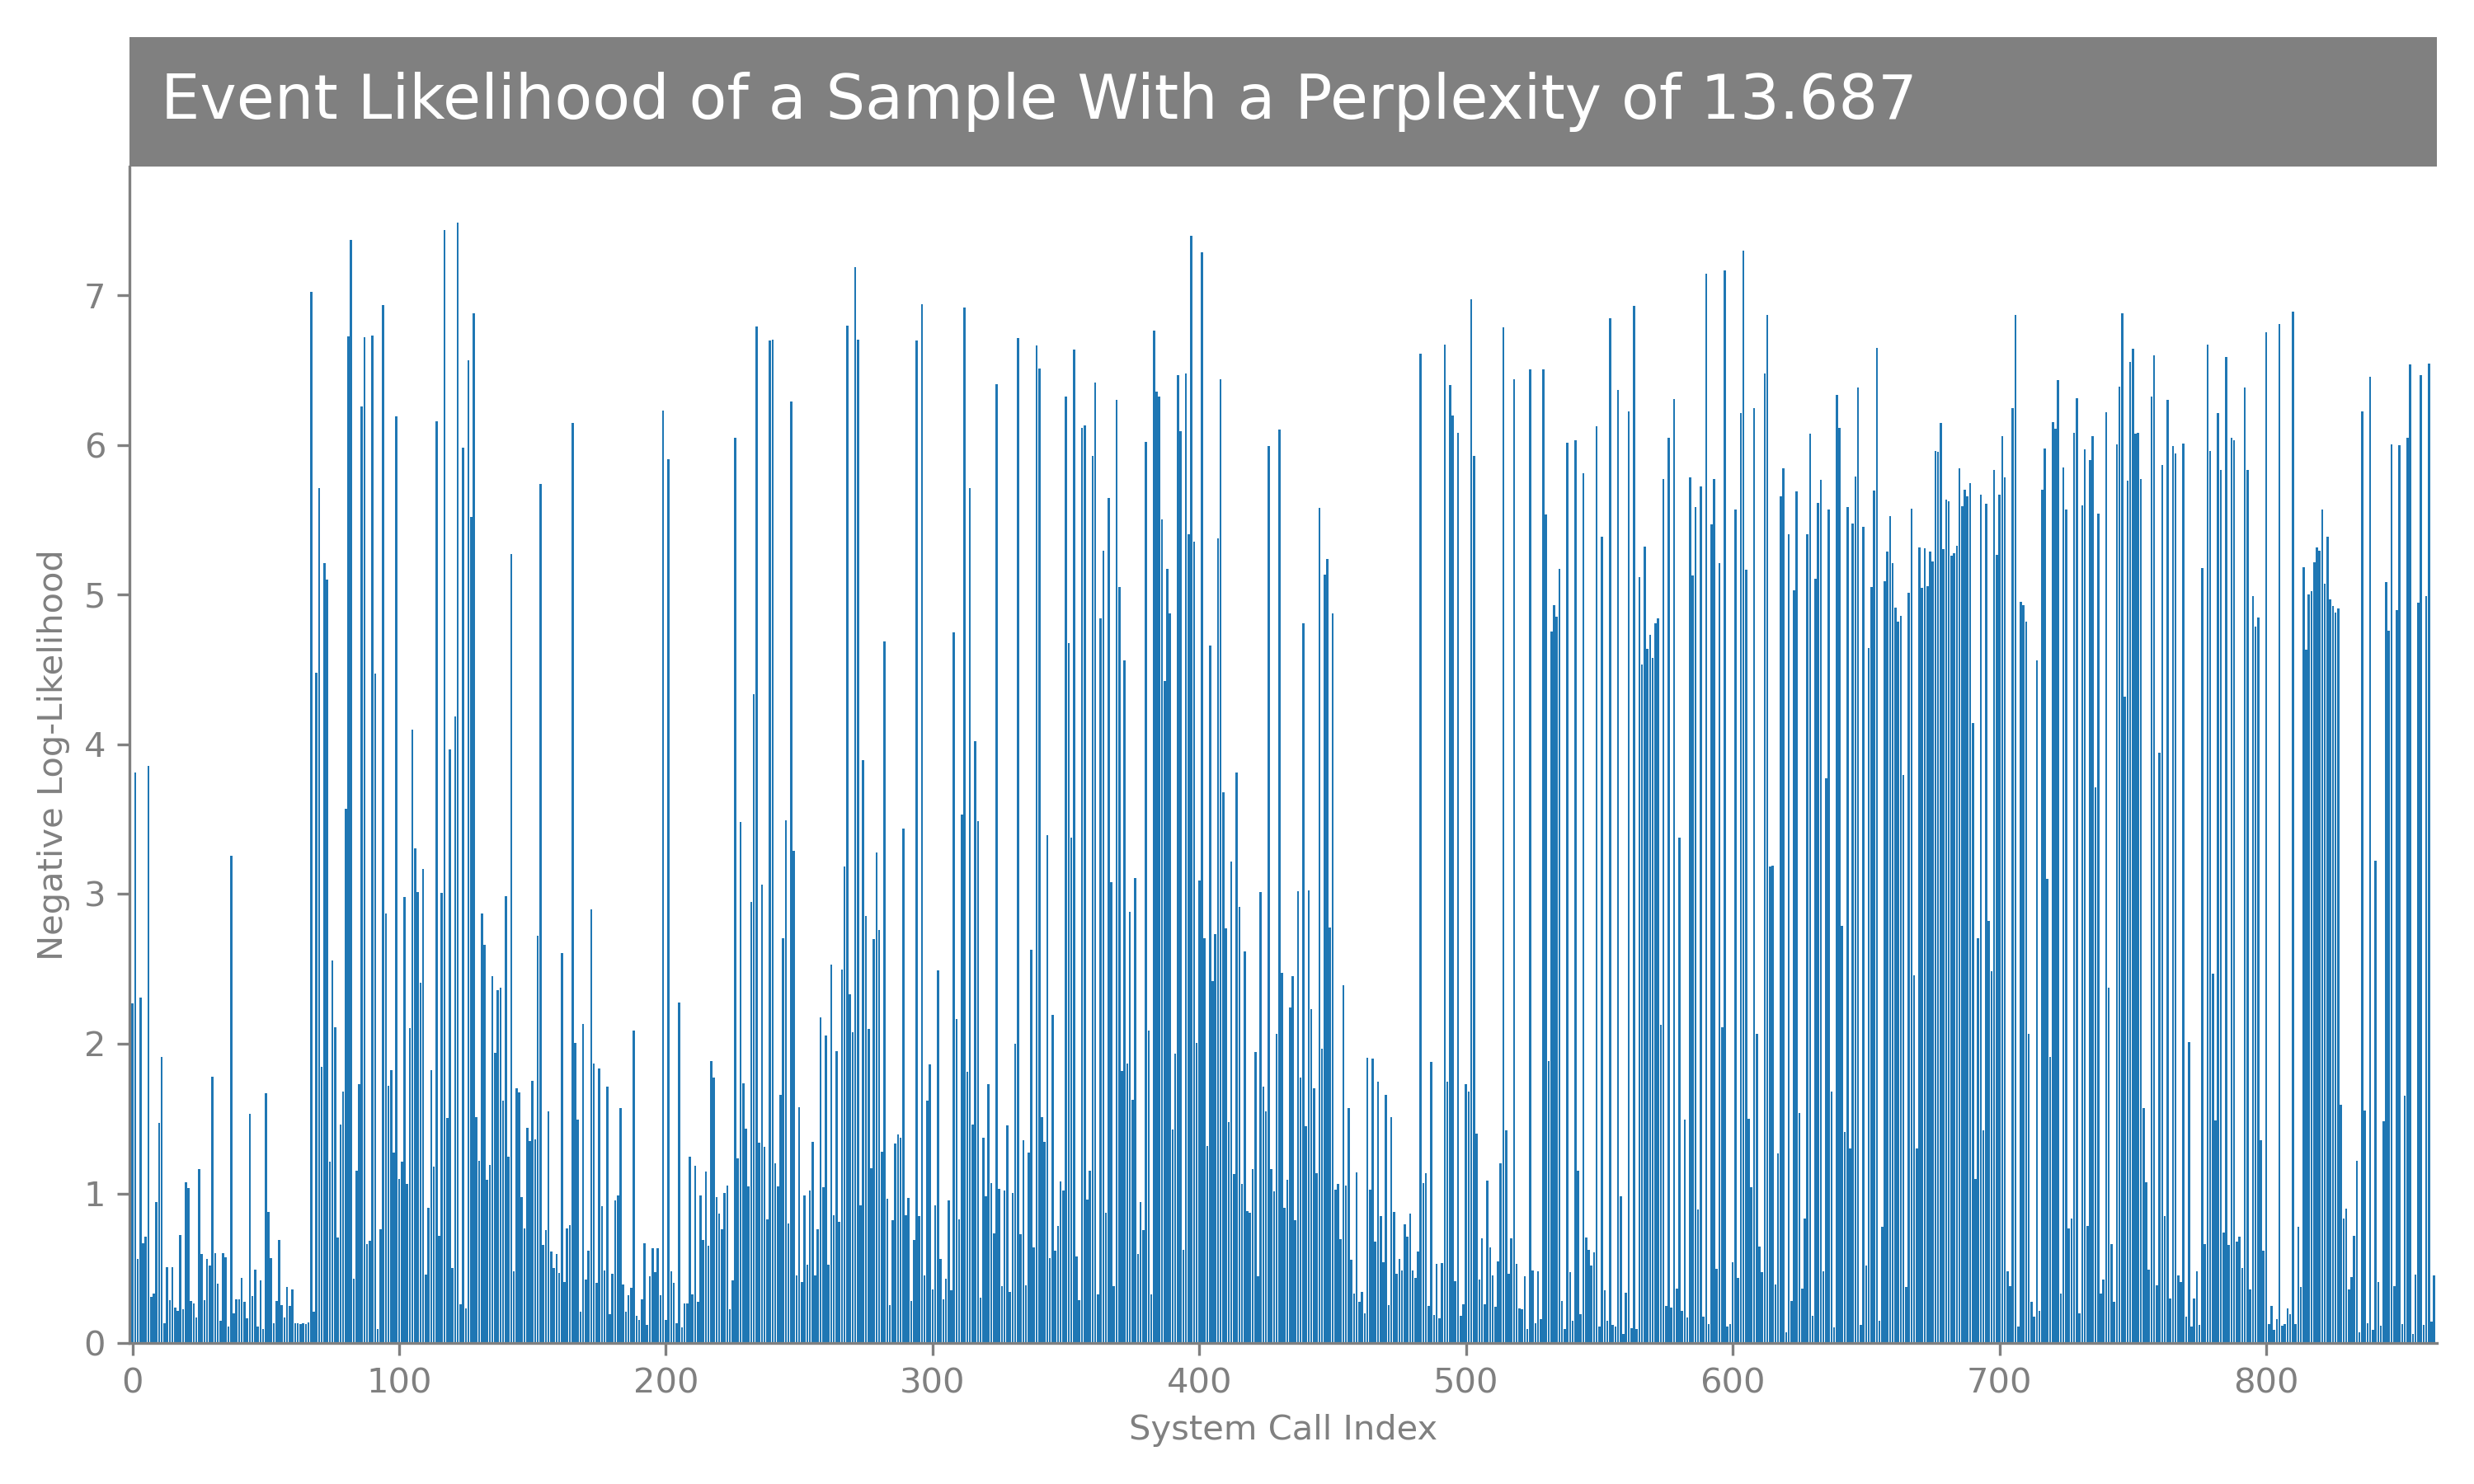 Event Likelihood of a Sample With a Perplexity of 13.687
7
6
5
4
3
2
1
0
Negative Log-Likelihood
0 100 200 300 400 500 600 700 800
System Call Index